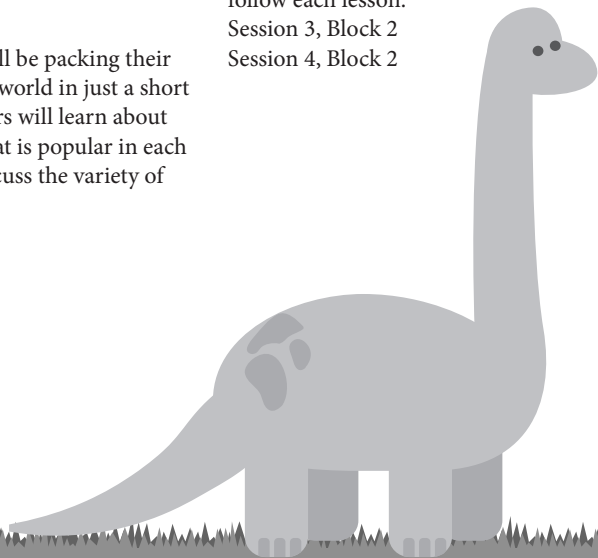 ll be packing their
world in just a short
rs will learn about
at is popular in each
cuss the variety of
follow each lesson.
Session 3, Block 2
Session 4, Block 2